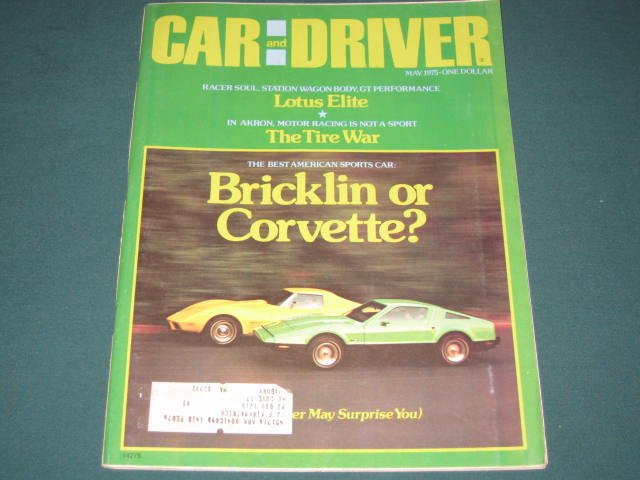 CAR and DRIVER
MAY 1975-ONE DOLLAR
RACER SOUL, STATION WAGON BODY, GT PERFORMANCE
Lotus Elite
IN AKRON, MOTOR RACING IS NOT A SPORT
The Tire War
THE BEST AMERICAN SPORTS CAR:
Bricklin or
Corvette?
er May Surprise You)
14275